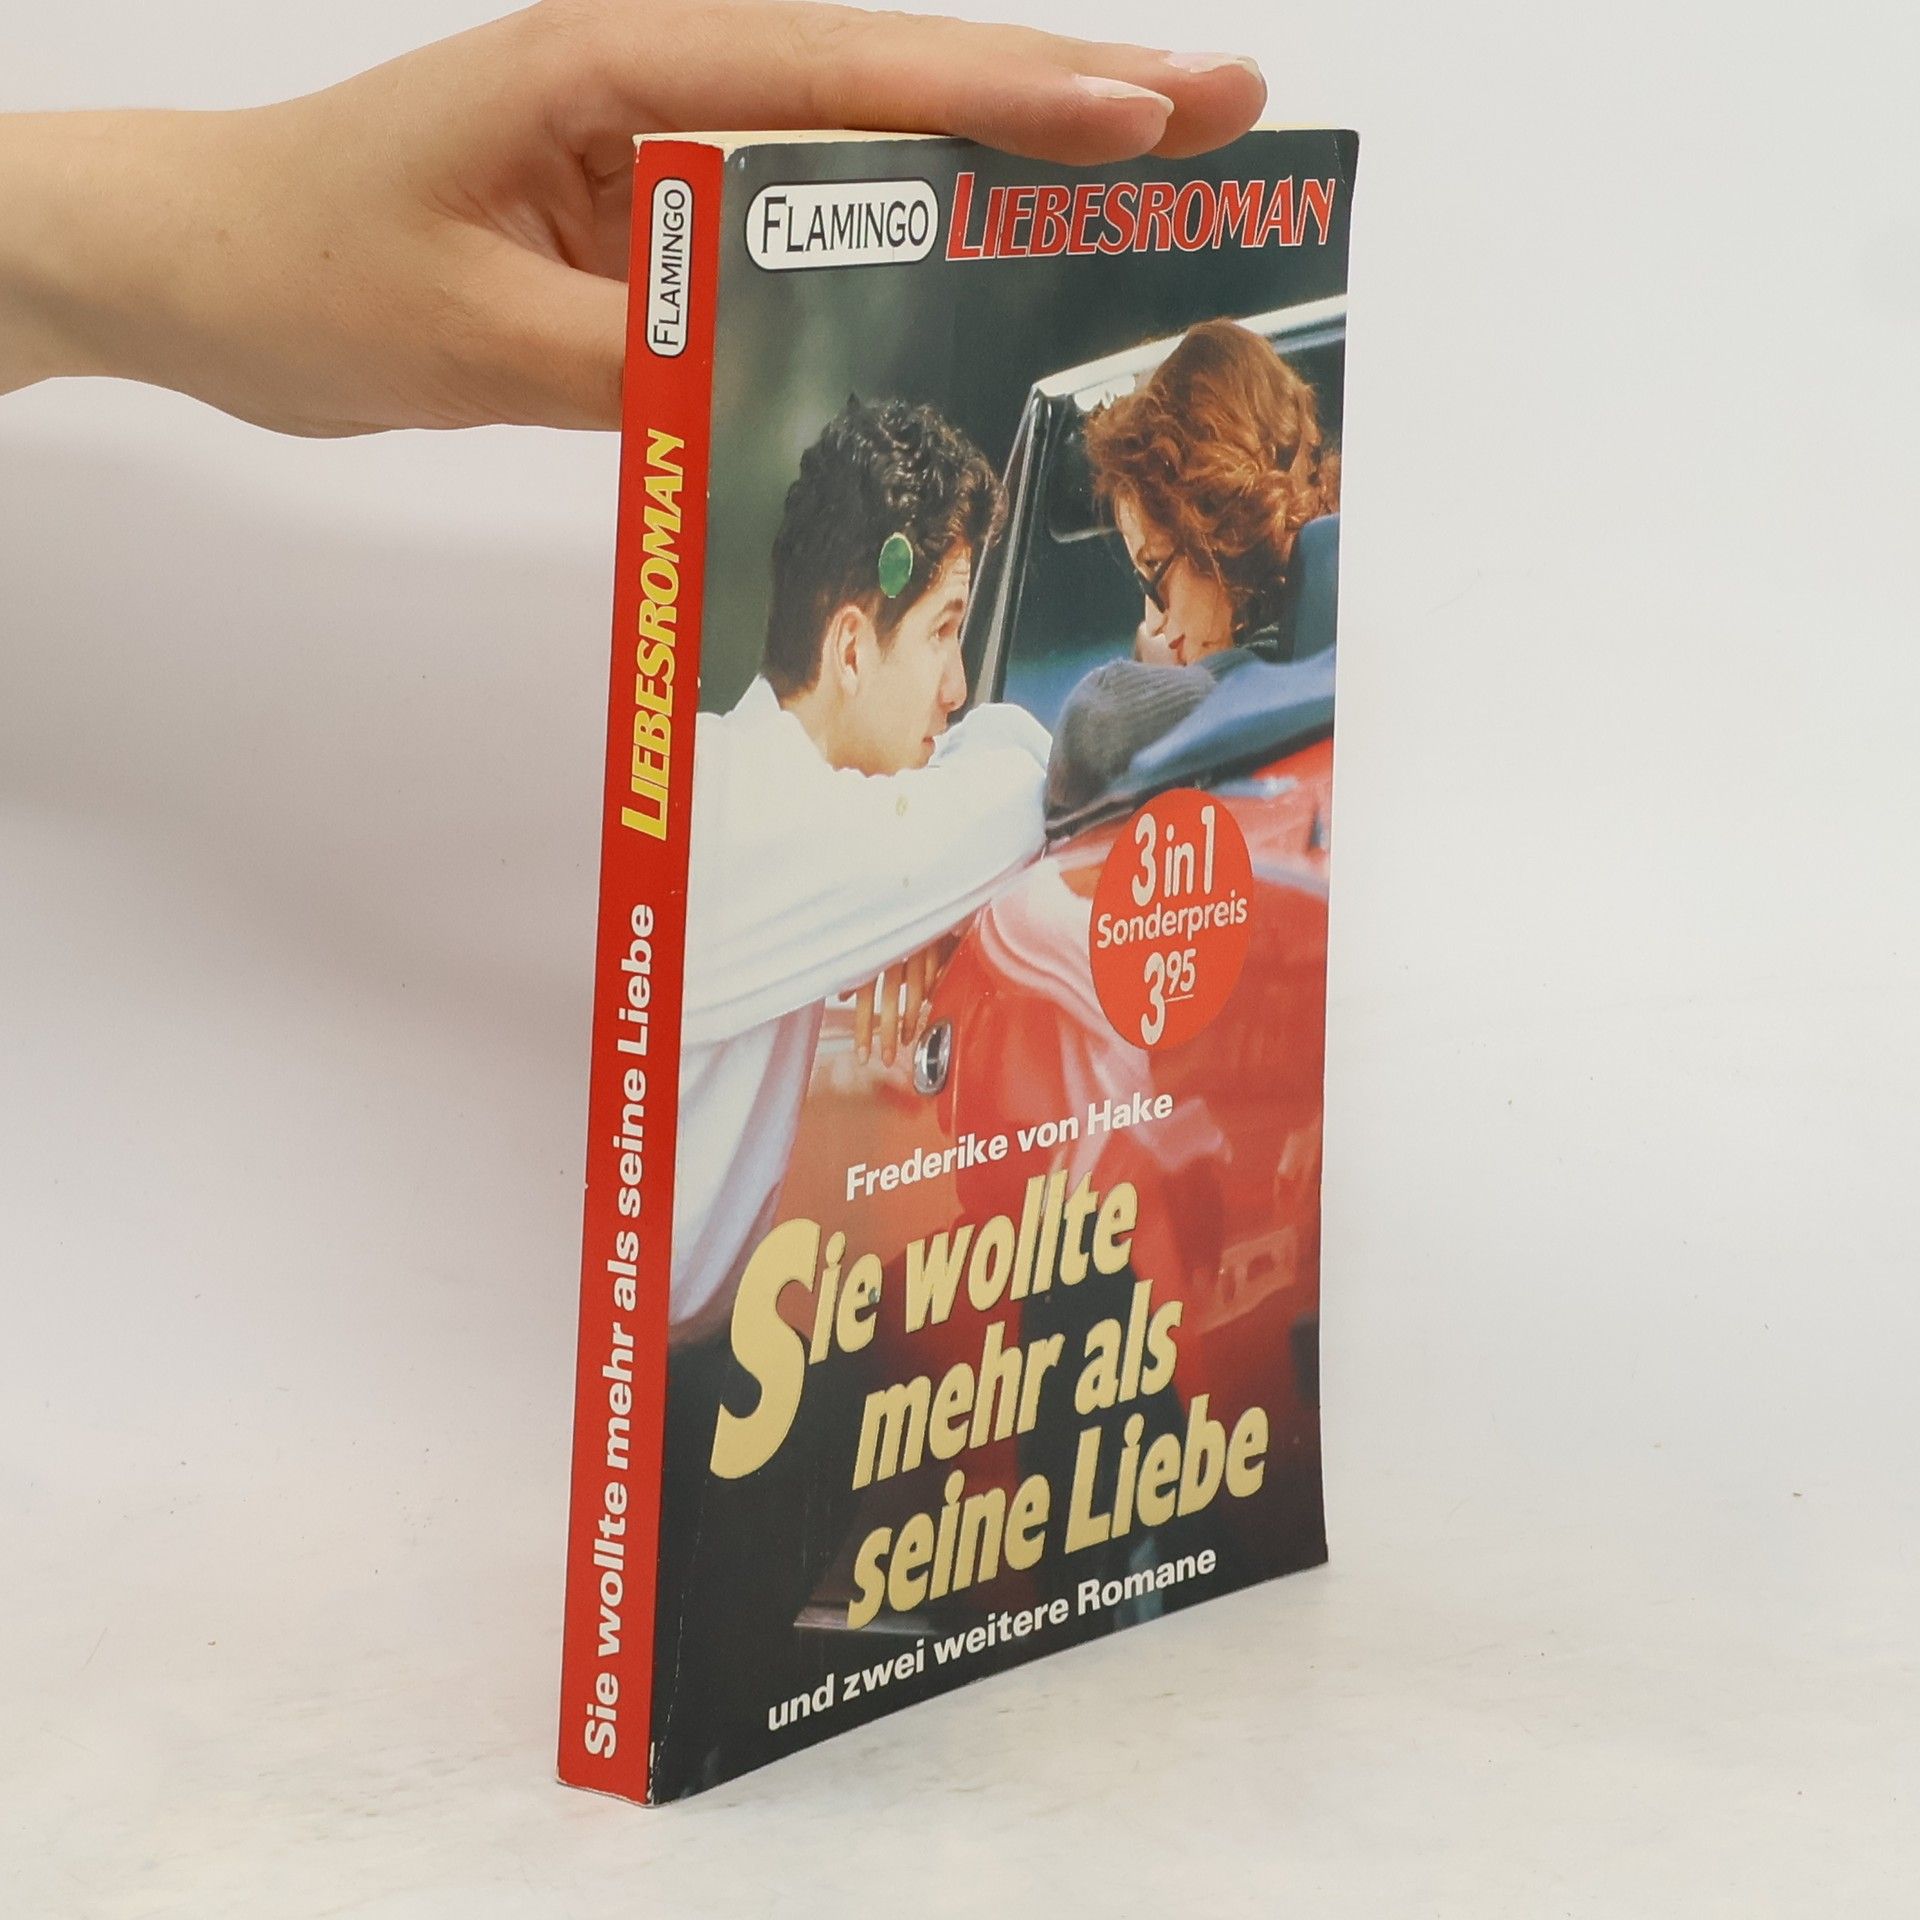 FLAMINGO LIEBESROMAN
3 in 1
Sonderpreis
3.95
Frederike von Hake
Sie wollte
mehr als
seine Liebe
und zwei weitere Romane
Sie wollte mehr als seine Liebe LIEBESROMAN FLAMINGO